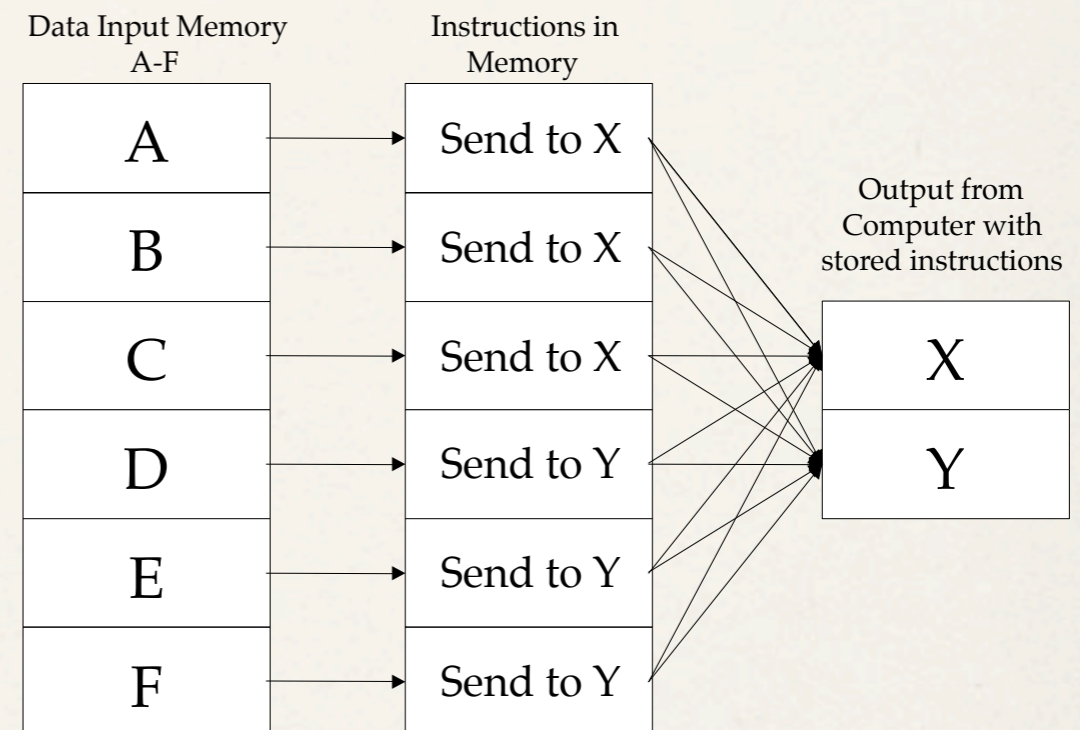 Data Input Memory
A-F
A
B
C
D
E
F
Instructions in
Memory
Send to X
Send to X
Send to X
Send to Y
Send to Y
Send to Y
Output from
Computer with
stored instructions
X
Y